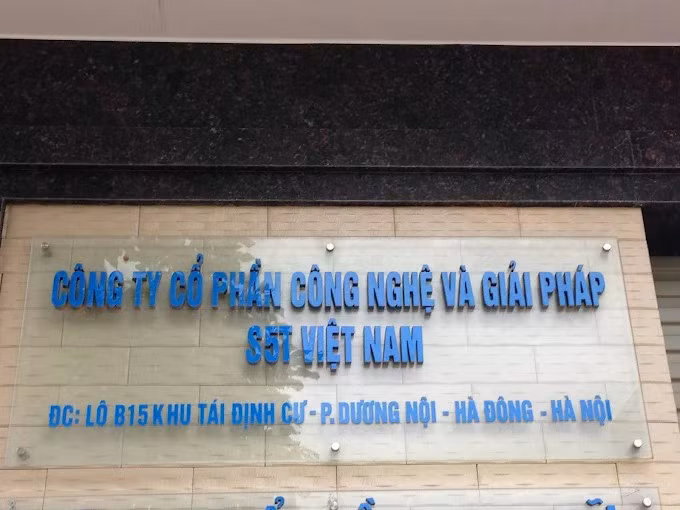 CÔNG TY CỔ PHẦN CÔNG NGHỆ VÀ GIẢI PHÁP
S5T VIỆT NAM
ĐC: LÔ B15 KHU TÁI ĐỊNH CƯ - P. DƯƠNG NỘI - HÀ ĐÔNG - HÀ NỘI